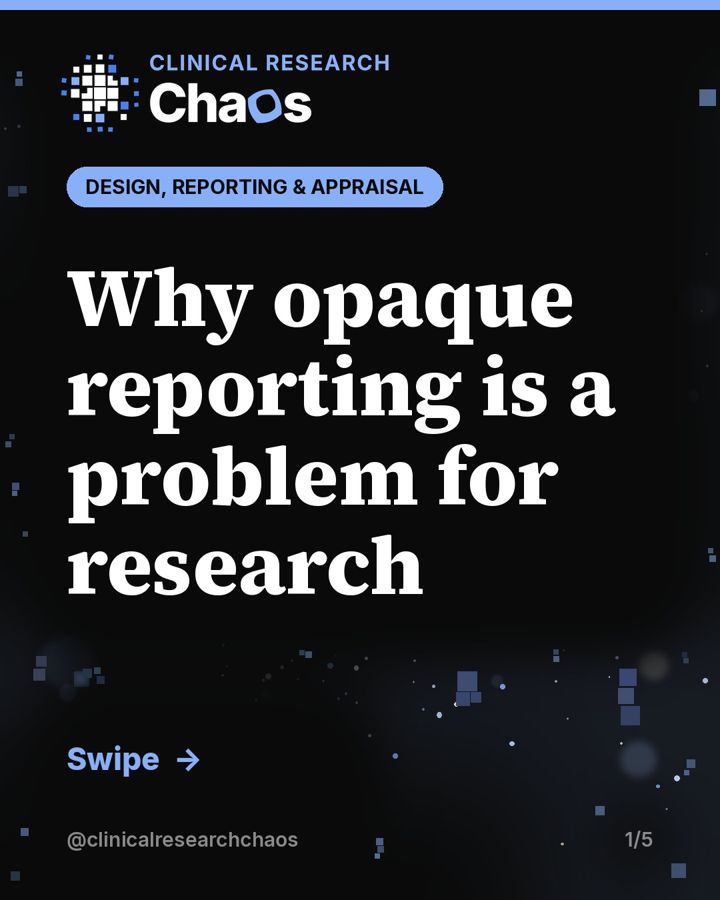 CLINICAL RESEARCH
Chaos
DESIGN, REPORTING & APPRAISAL
Why opaque
reporting is a
problem for
research
Swipe →
@clinicalresearchchaos
1/5